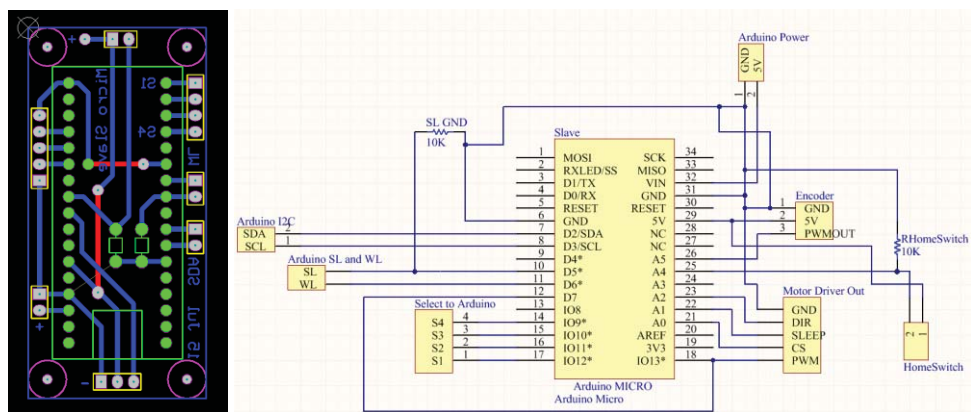 +
Micro Slave
S1
S4
JM
SDA
Int
IS
+
-
Arduino Power
GND
5V
1
2
SL GND
10K
Slave
1 MOSI SCK 34
2 RXLED/SS MISO 33
3 D1/TX VIN 32
4 D0/RX GND 31
5 RESET RESET 30
6 GND 5V 29
7 D2/SDA NC 28
8 D3/SCL NC 27
9 D4* A5 26
10 D5* A4 25
11 D6* A3 24
12 D7 A2 23
13 IO8 A1 22
14 IO9* A0 21
15 IO10* AREF 20
16 IO11* 3V3 19
17 IO12* IO13* 18
Arduino MICRO
Arduino Micro
Arduino I2C
SDA 2
SCL 1
Arduino SL and WL
SL
WL
Select to Arduino
S4 4
S3 3
S2 2
S1 1
Encoder
1 GND
2 5V
3 PWMOUT
RHomeSwitch
10K
Motor Driver Out
GND
DIR
SLEEP
CS
PWM
2 1
HomeSwitch